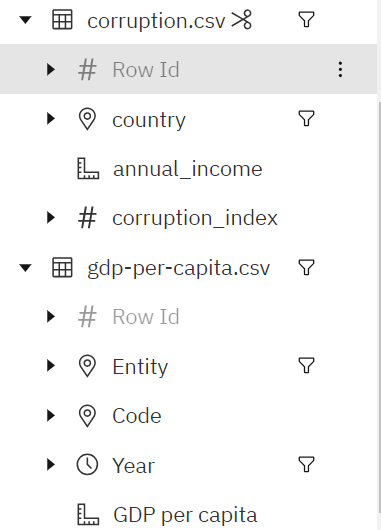 corruption.csv
Row Id
country
annual_income
corruption_index
gdp-per-capita.csv
Row Id
Entity
Code
Year
GDP per capita